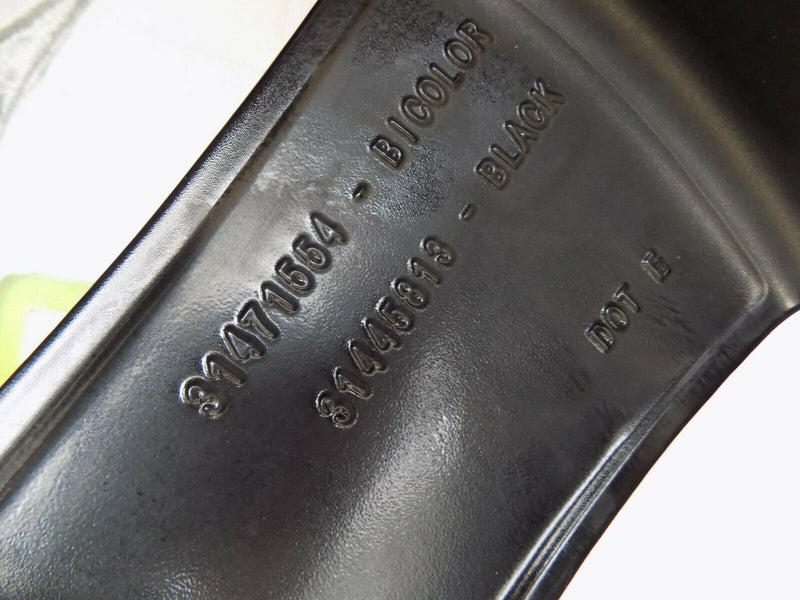 31471554 - BICOLOR
31445813 - BLACK
DOT E